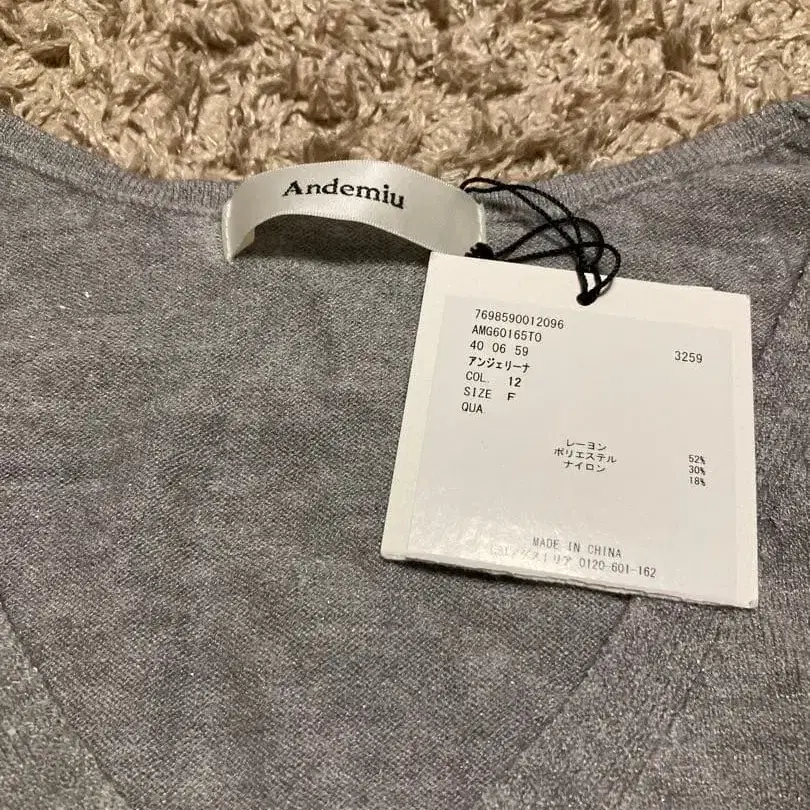 Andemiu
7698590012096
AMG60165TO
40 06 59 3259
アンジェリーナ
COL. 12
SIZE F
QUA
レーヨン 52%
ポリエステル 30%
ナイロン 18%
MADE IN CHINA
0120-601-162